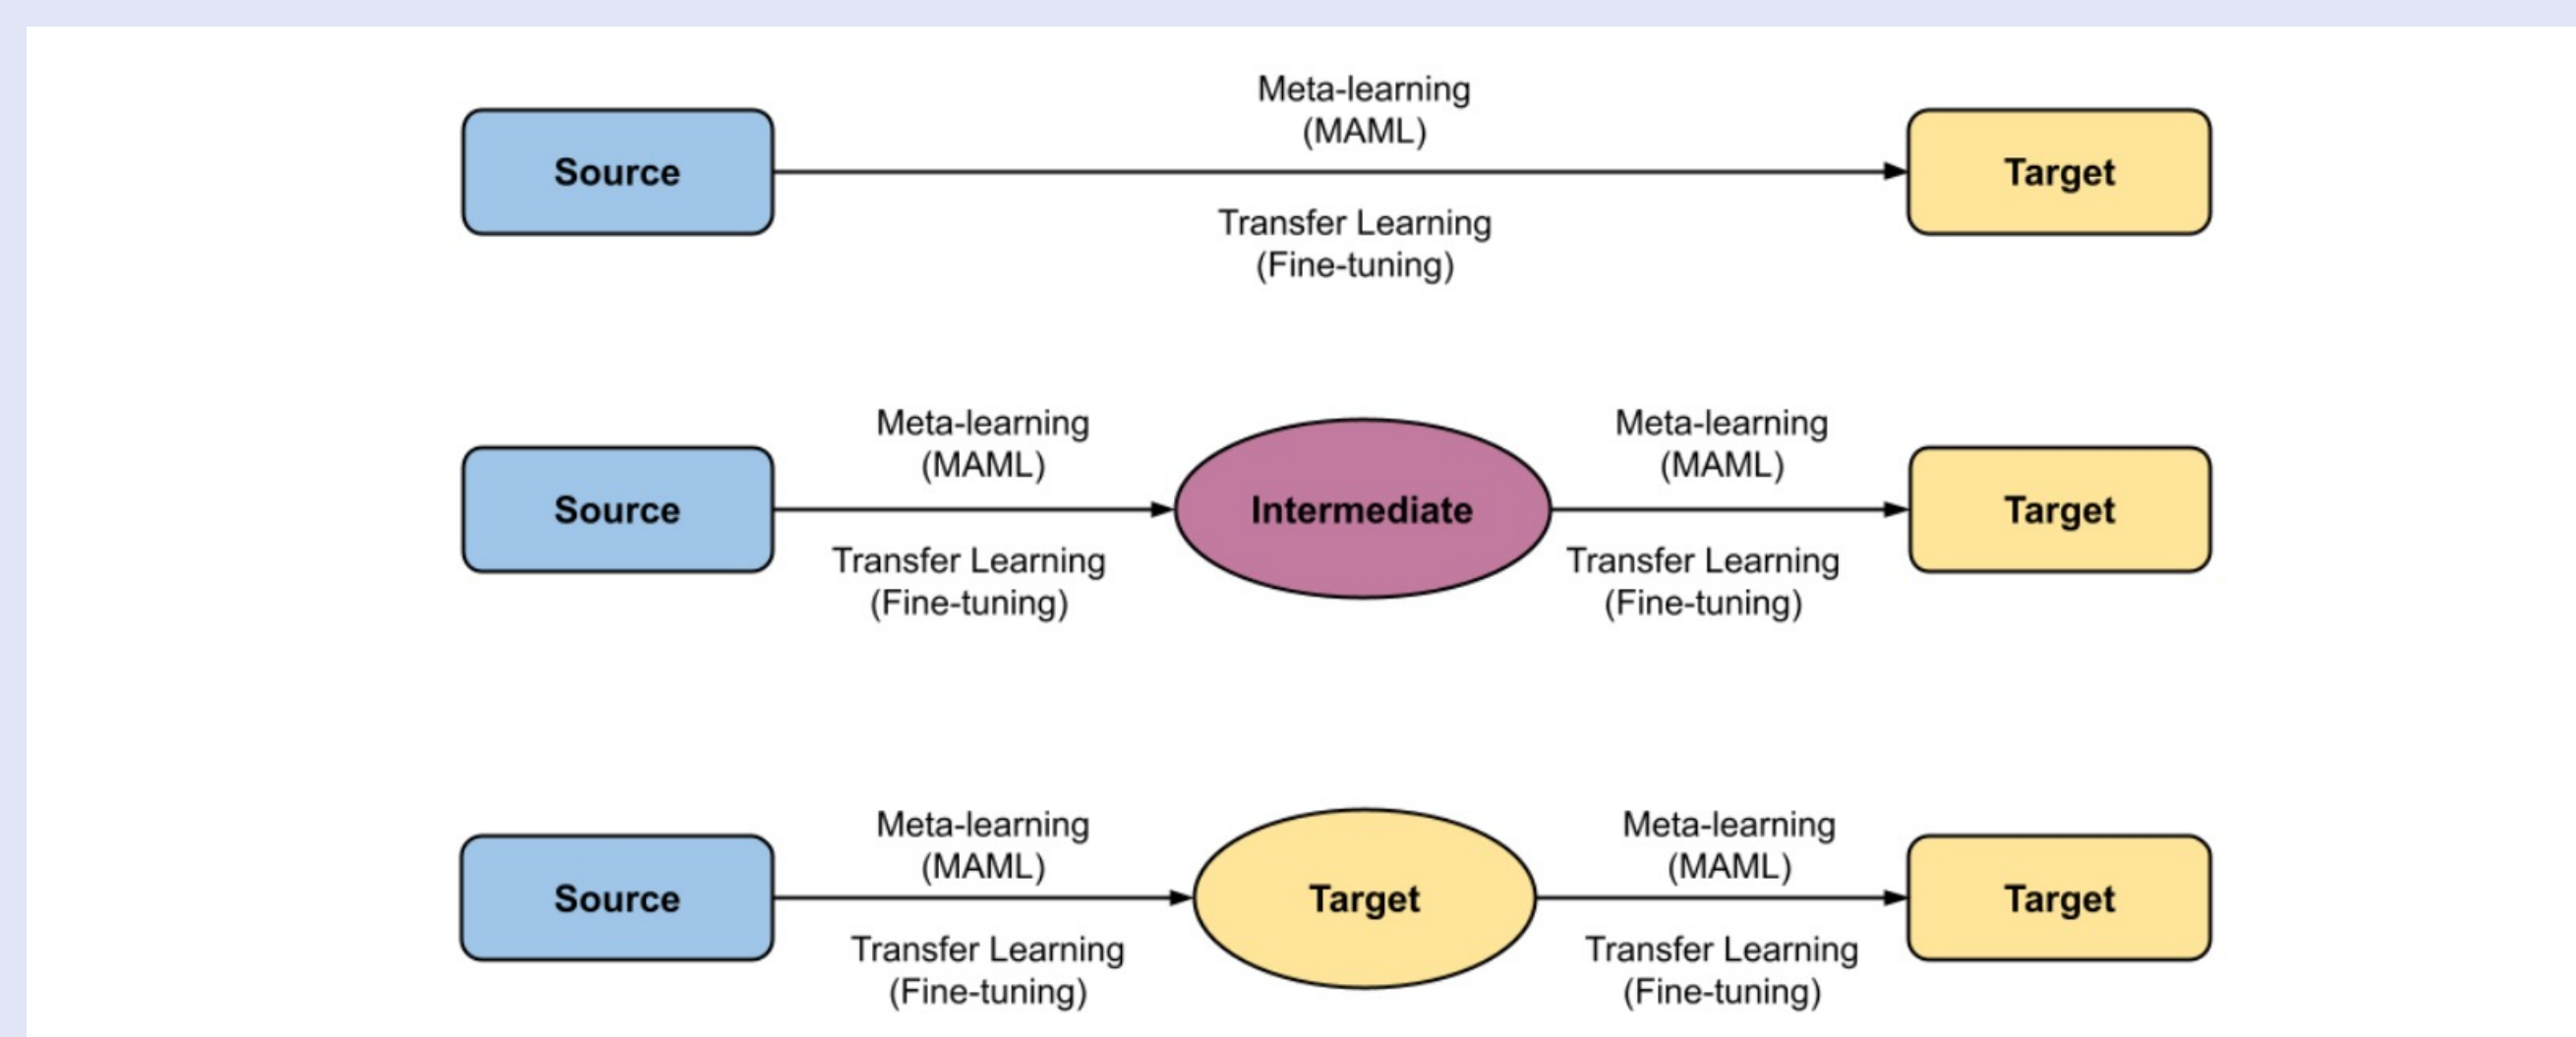 Meta-learning
(MAML)
Source
Target
Transfer Learning
(Fine-tuning)
Meta-learning
(MAML)
Meta-learning
(MAML)
Source
Intermediate
Target
Transfer Learning
(Fine-tuning)
Transfer Learning
(Fine-tuning)
Meta-learning
(MAML)
Meta-learning
(MAML)
Source
Target
Target
Transfer Learning
(Fine-tuning)
Transfer Learning
(Fine-tuning)